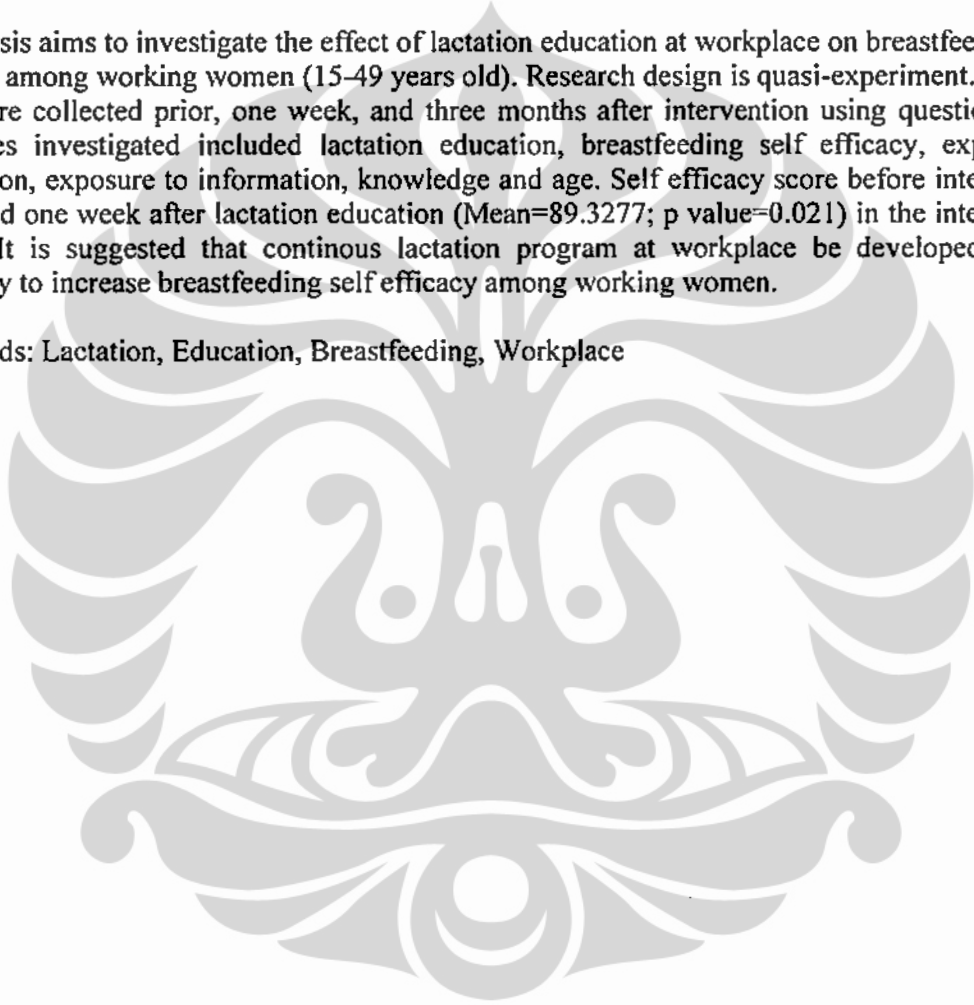 sis aims to investigate the effect of lactation education at workplace on breastfee
among working women (15-49 years old). Research design is quasi-experiment.
re collected prior, one week, and three months after intervention using questi
es investigated included lactation education, breastfeeding self efficacy, exp
on, exposure to information, knowledge and age. Self efficacy score before inte
d one week after lactation education (Mean=89.3277; p value=0.021) in the inte
It is suggested that continous lactation program at workplace be developed
y to increase breastfeeding self efficacy among working women.
ds: Lactation, Education, Breastfeeding, Workplace